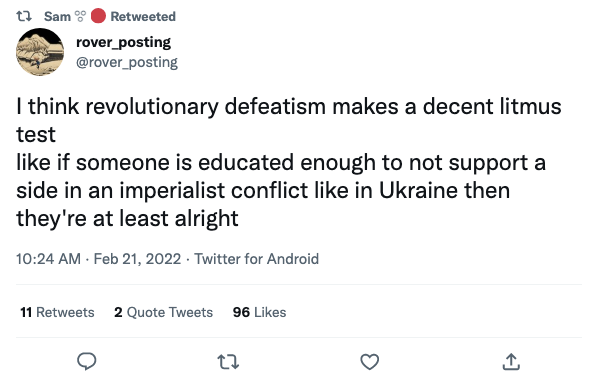 Sam Retweeted
rover_posting
@rover_posting
I think revolutionary defeatism makes a decent litmus
test
like if someone is educated enough to not support a
side in an imperialist conflict like in Ukraine then
they're at least alright
10:24 AM · Feb 21, 2022 · Twitter for Android
11 Retweets 2 Quote Tweets 96 Likes